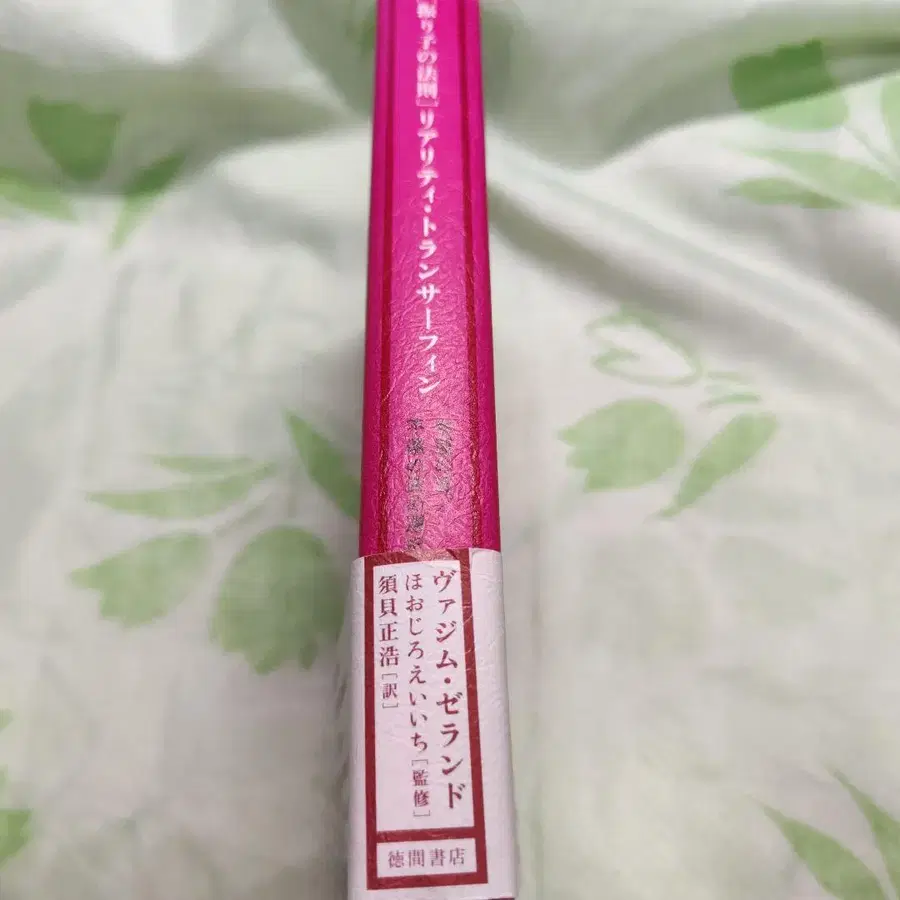 振り子の法則]リアリティ・トランサーフィン
ヴァジム・ゼランド
ほおじろえいいち[監修]
須貝正浩[訳]
徳間書店